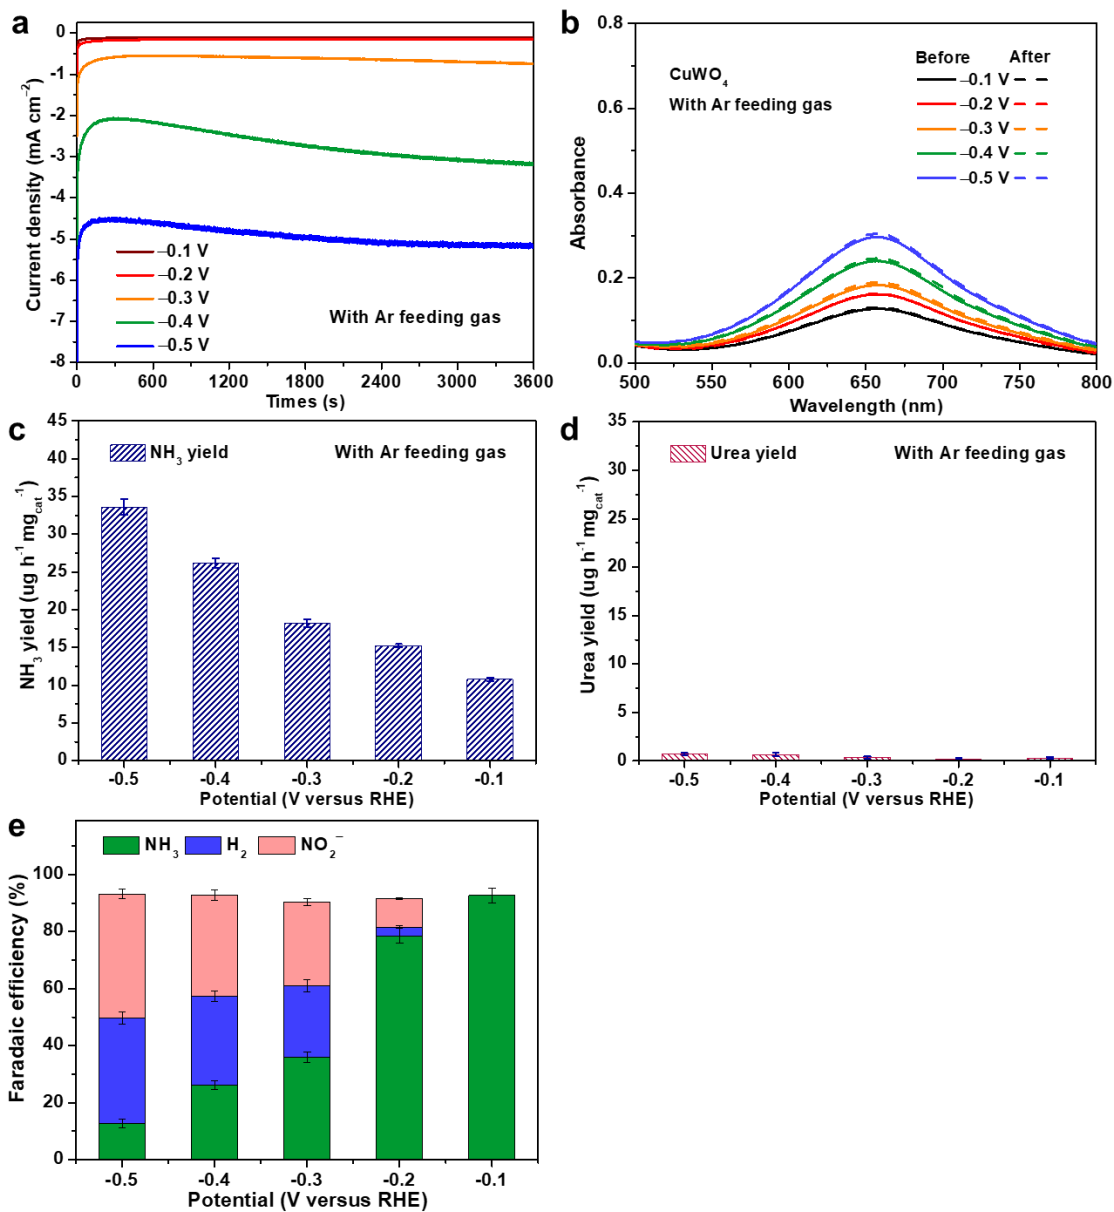 a
0
-1
-2
-3
-4
-5
-6
-7
-8
Current density (mA cm⁻²)
−0.1 V
−0.2 V
−0.3 V
−0.4 V
−0.5 V
With Ar feeding gas
0 600 1200 1800 2400 3000 3600
Times (s)
b
0.8
0.6
0.4
0.2
0.0
Absorbance
CuWO₄
With Ar feeding gas
Before After
−0.1 V
−0.2 V
−0.3 V
−0.4 V
−0.5 V
500 550 600 650 700 750 800
Wavelength (nm)
c
45
40
35
30
25
20
15
10
5
0
NH₃ yield (ug h⁻¹ mg_cat⁻¹)
NH₃ yield
With Ar feeding gas
-0.5 -0.4 -0.3 -0.2 -0.1
Potential (V versus RHE)
d
35
30
25
20
15
10
5
0
Urea yield (ug h⁻¹ mg_cat⁻¹)
Urea yield
With Ar feeding gas
-0.5 -0.4 -0.3 -0.2 -0.1
Potential (V versus RHE)
e
100
80
60
40
20
0
Faradaic efficiency (%)
NH₃ H₂ NO₂⁻
-0.5 -0.4 -0.3 -0.2 -0.1
Potential (V versus RHE)